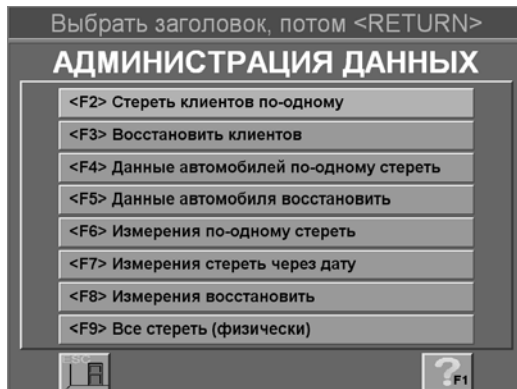 Выбрать заголовок, потом <RETURN>
АДМИНИСТРАЦИЯ ДАННЫХ
<F2> Стереть клиентов по-одному
<F3> Восстановить клиентов
<F4> Данные автомобилей по-одному стереть
<F5> Данные автомобиля восстановить
<F6> Измерения по-одному стереть
<F7> Измерения стереть через дату
<F8> Измерения восстановить
<F9> Все стереть (физически)
ESC
? F1